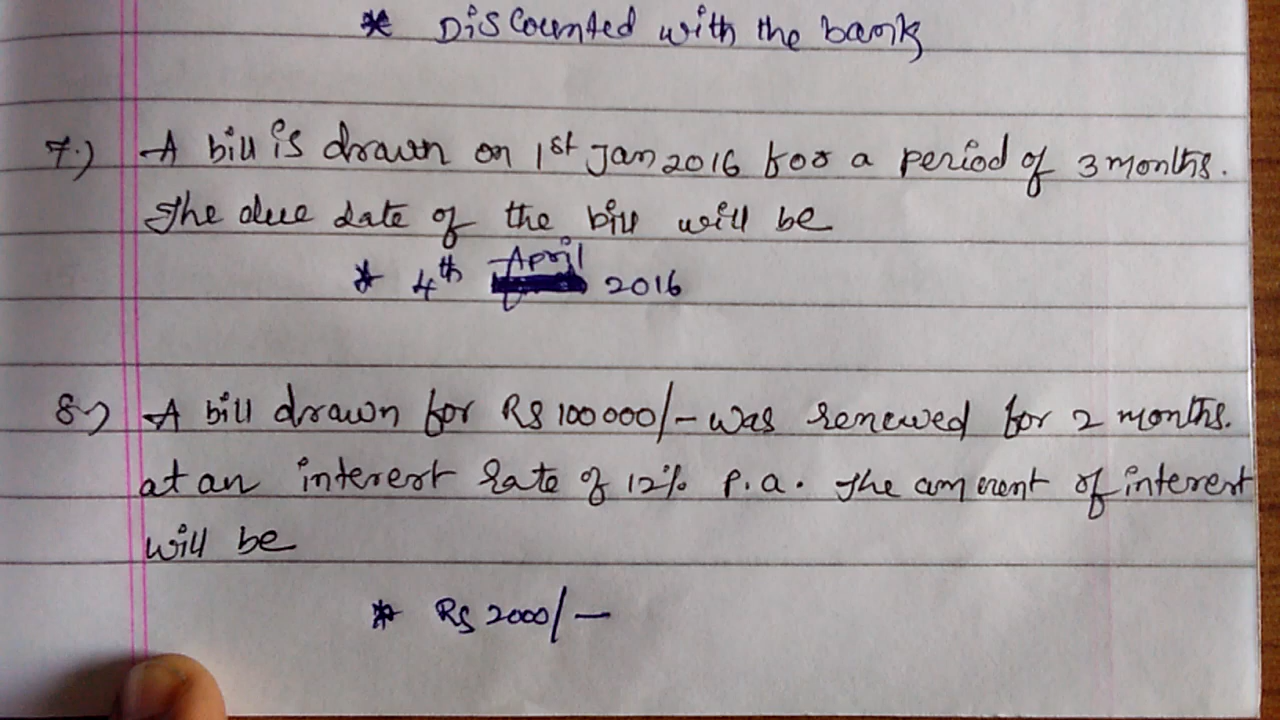 * Discounted with the bank
7.) A bill is drawn on 1st Jan 2016 for a period of 3 months.
The due date of the bill will be
April
* 4th 2016
8) A bill drawn for Rs 100000/- was renewed for 2 months.
at an interest rate of 12% P.a. The amount of interest
will be
* Rs 2000/-